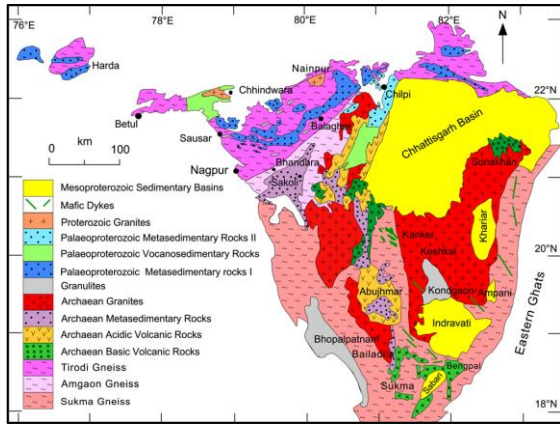 76°E
78°E
80°E
82°E
N
Harda
Nainpur
Chilpi
22°N
Chhindwara
Betul
Balaghat
Sausar
Chhattisgarh Basin
0 km 100
Nagpur
Bhandara
Sonakhan
Sakoli
Mesoproterozoic Sedimentary Basins
Mafic Dykes
Proterozoic Granites
Palaeoproterozoic Metasedimentary Rocks II
Palaeoproterozoic Vocanosedimentary Rocks
Palaeoproterozoic Metasedimentary rocks I
Granulites
Archaean Granites
Archaean Metasedimentary Rocks
Archaean Acidic Volcanic Rocks
Archaean Basic Volcanic Rocks
Tirodi Gneiss
Amgaon Gneiss
Sukma Gneiss
Khariar
Kanker
Keshkal
20°N
Abujhmar
Kondgaon
Ampani
Indravati
Eastern Ghats
Bhopalpatnam
Bailadila
Benppal
Sukma
Sabari
18°N